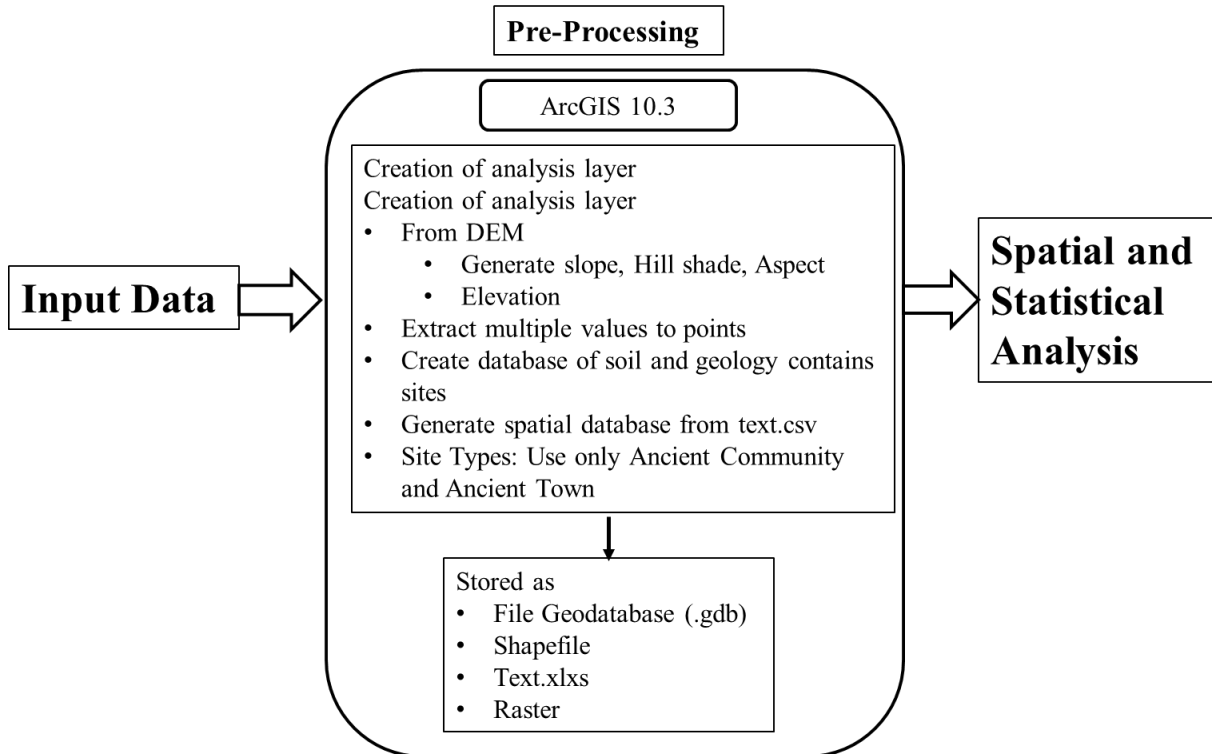 Pre-Processing
ArcGIS 10.3
Creation of analysis layer
Creation of analysis layer
• From DEM
• Generate slope, Hill shade, Aspect
• Elevation
• Extract multiple values to points
• Create database of soil and geology contains
sites
• Generate spatial database from text.csv
• Site Types: Use only Ancient Community
and Ancient Town
Input Data
Spatial and
Statistical
Analysis
Stored as
• File Geodatabase (.gdb)
• Shapefile
• Text.xlxs
• Raster